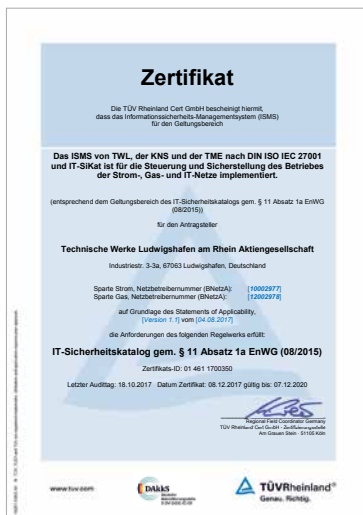 Zertifikat
Die TÜV Rheinland Cert GmbH bescheinigt hiermit,
dass das Informationssicherheits-Managementsystem (ISMS)
für den Geltungsbereich
Das ISMS von TWL, der KNS und der TME nach DIN ISO IEC 27001
und IT-SiKat ist für die Steuerung und Sicherstellung des Betriebes
der Strom-, Gas- und IT-Netze implementiert.
(entsprechend dem Geltungsbereich des IT-Sicherheitskatalogs gem. § 11 Absatz 1a EnWG
(08/2015))
für den Antragsteller
Technische Werke Ludwigshafen am Rhein Aktiengesellschaft
Industriestr. 3-3a, 67063 Ludwigshafen, Deutschland
Sparte Strom, Netzbetreibernummer (BNetzA): [10002977]
Sparte Gas, Netzbetreibernummer (BNetzA): [12002978]
auf Grundlage des Statements of Applicability,
[Version 1.1] vom [04.08.2017]
die Anforderungen des folgenden Regelwerks erfüllt:
IT-Sicherheitskatalog gem. § 11 Absatz 1a EnWG (08/2015)
Zertifikats-ID: 01 461 1700350
Letzter Audittag: 18.10.2017 Datum Zertifikat: 08.12.2017 gültig bis: 07.12.2020
Regional Field Coordinator Germany
TÜV Rheinland Cert GmbH - Zertifizierungsstelle
Am Grauen Stein · 51105 Köln
www.tuv.com
DAkkS
TÜVRheinland®
Genau. Richtig.